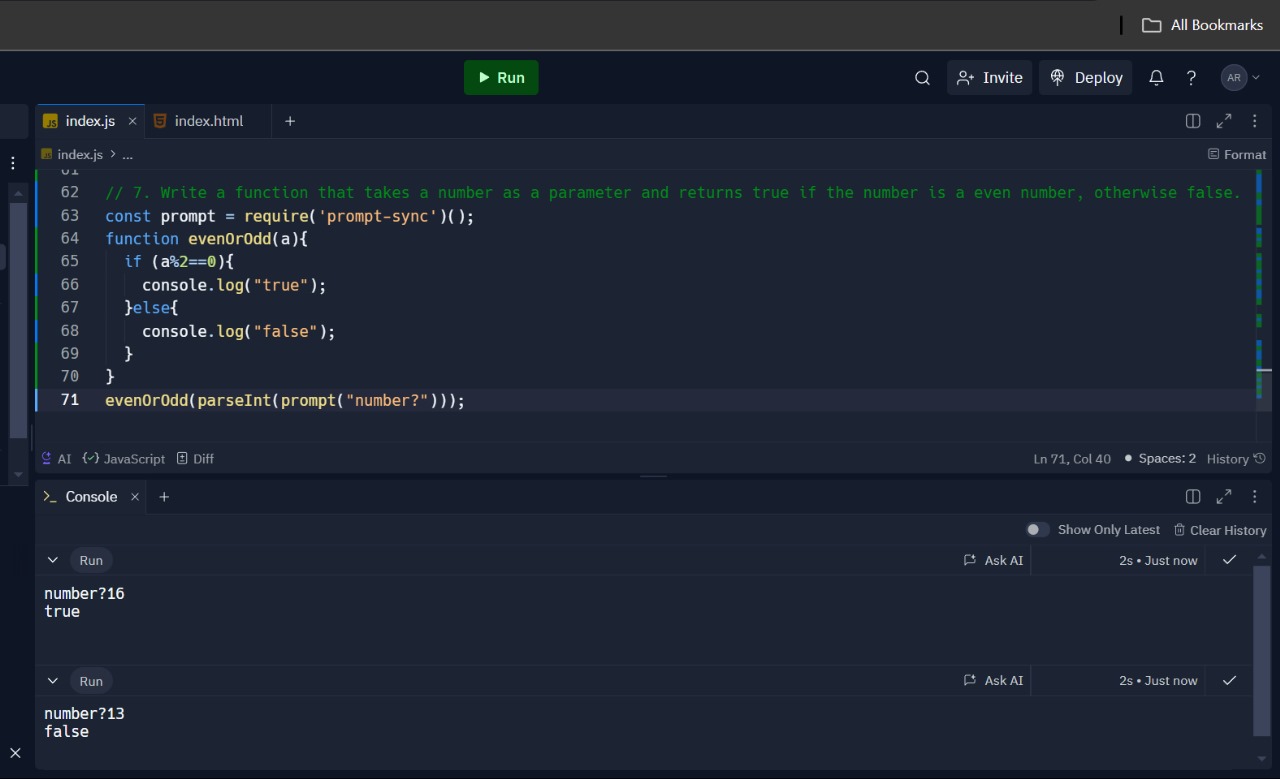 All Bookmarks
Run
Invite
Deploy
AR
index.js
index.html
index.js > ...
Format
61
62 // 7. Write a function that takes a number as a parameter and returns true if the number is a even number, otherwise false.
63 const prompt = require('prompt-sync')();
64 function evenOrOdd(a){
65 if (a%2==0){
66 console.log("true");
67 }else{
68 console.log("false");
69 }
70 }
71 evenOrOdd(parseInt(prompt("number?")));
AI JavaScript Diff
Ln 71, Col 40 • Spaces: 2 History
Console
Show Only Latest Clear History
Run Ask AI 2s • Just now
number?16
true
Run Ask AI 2s • Just now
number?13
false